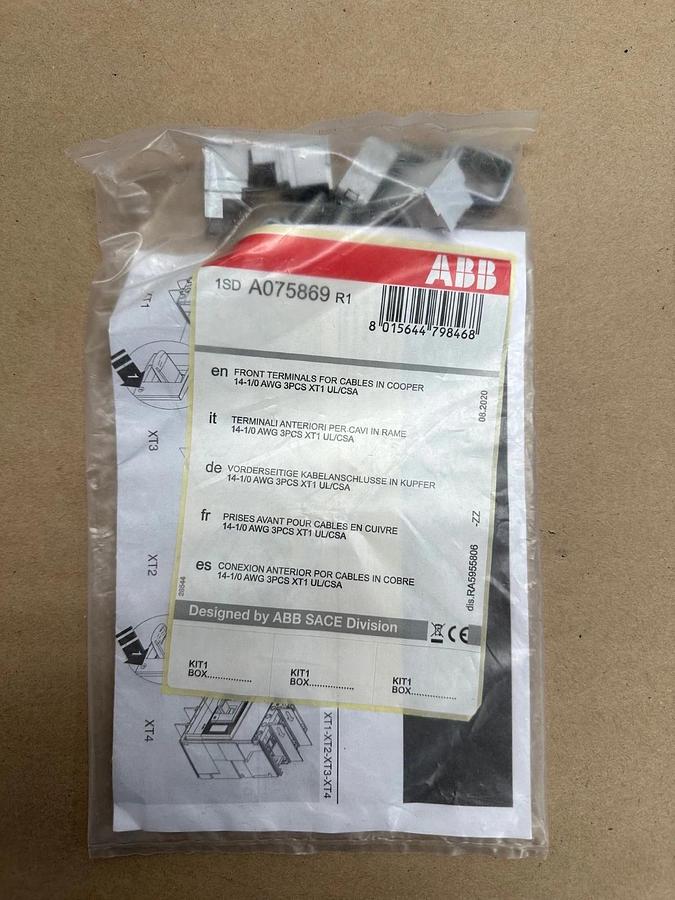 ABB
1SD A075869 R1
8 015644 798468
en FRONT TERMINALS FOR CABLES IN COOPER
14-1/0 AWG 3PCS XT1 UL/CSA
08.2020
it TERMINALI ANTERIORI PER CAVI IN RAME
14-1/0 AWG 3PCS XT1 UL/CSA
de VORDERSEITIGE KABELANSCHLUSSE IN KUPFER
14-1/0 AWG 3PCS XT1 UL/CSA
fr PRISES AVANT POUR CABLES EN CUIVRE
14-1/0 AWG 3PCS XT1 UL/CSA
-ZZ
es CONEXION ANTERIOR POR CABLES IN COBRE
14-1/0 AWG 3PCS XT1 UL/CSA
dis.RA5955806
Designed by ABB SACE Division
CE
KIT1
BOX................
KIT1
BOX................
KIT1
BOX................
XT1
1
XT3
XT2
1
XT4
XT1-XT2-XT3-XT4